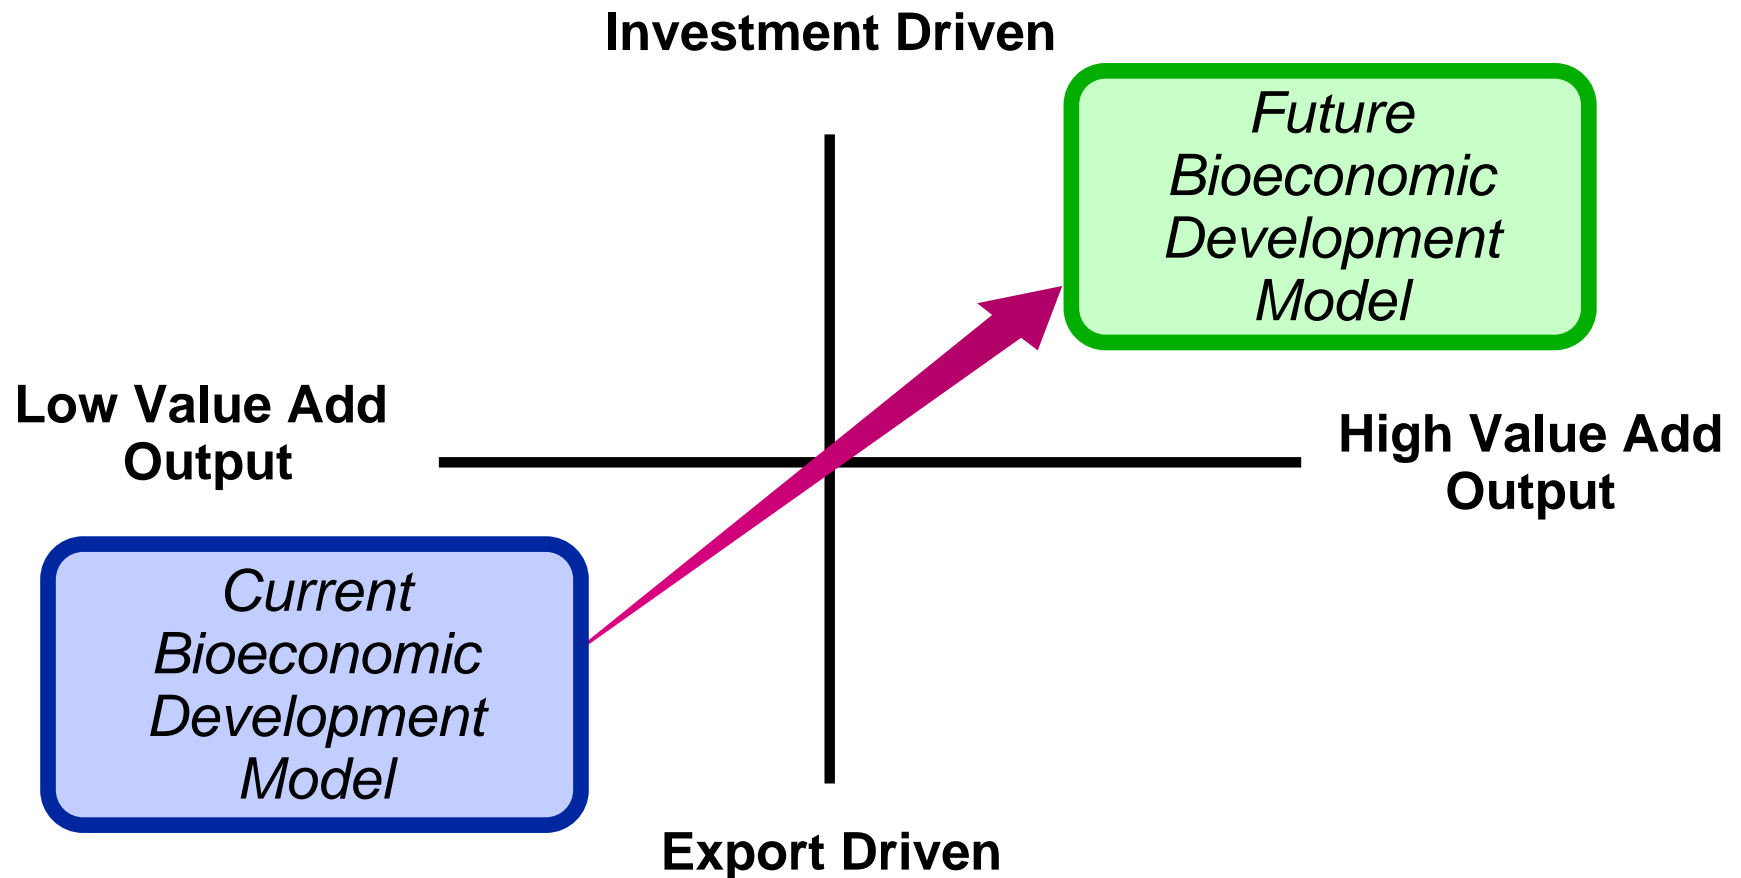 Investment Driven
Future
Bioeconomic
Development
Model
Low Value Add
Output
High Value Add
Output
Current
Bioeconomic
Development
Model
Export Driven